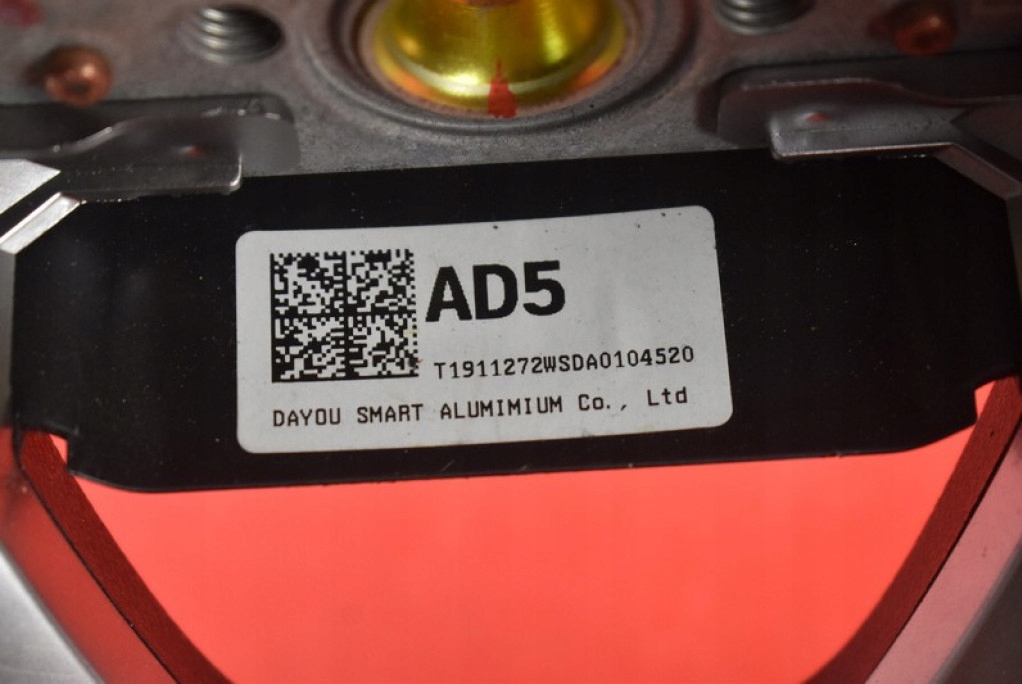 AD5
T1911272WSDA0104520
DAYOU SMART ALUMIMIUM Co., Ltd